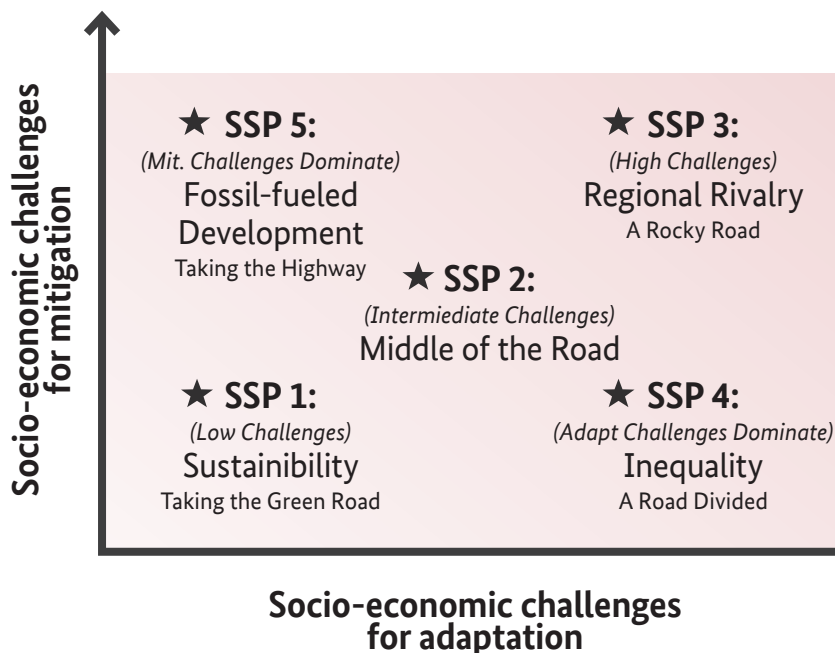 Socio-economic challenges
for mitigation
★ SSP 5:
(Mit. Challenges Dominate)
Fossil-fueled
Development
Taking the Highway
★ SSP 3:
(High Challenges)
Regional Rivalry
A Rocky Road
★ SSP 2:
(Intermiediate Challenges)
Middle of the Road
★ SSP 1:
(Low Challenges)
Sustainibility
Taking the Green Road
★ SSP 4:
(Adapt Challenges Dominate)
Inequality
A Road Divided
Socio-economic challenges
for adaptation